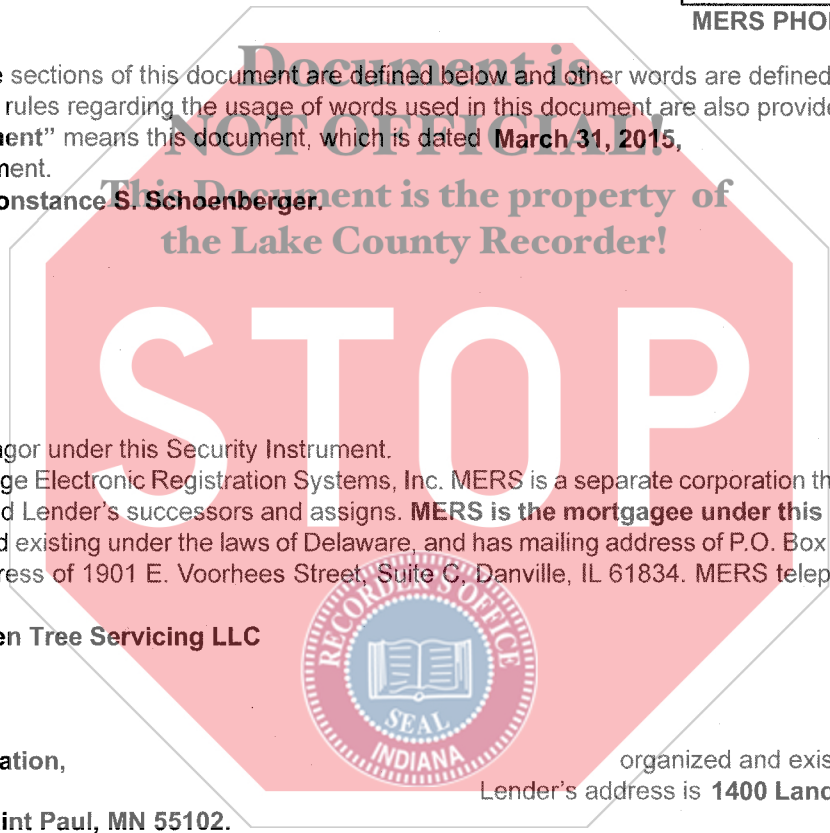 MERS PHO
Document is
sections of this document are defined below and other words are defined
rules regarding the usage of words used in this document are also provide
NOT OFFICIAL!
ment" means this document, which is dated March 31, 2015,
ment.
This Document is the property of
onstance S. Schoenberger.
the Lake County Recorder!
STOP
agor under this Security Instrument.
ge Electronic Registration Systems, Inc. MERS is a separate corporation th
d Lender's successors and assigns. MERS is the mortgagee under this
d existing under the laws of Delaware, and has mailing address of P.O. Box
ress of 1901 E. Voorhees Street, Suite C, Danville, IL 61834. MERS telep
RECORDER'S OFFICE
en Tree Servicing LLC
SEAL
INDIANA
ation,
organized and exis
Lender's address is 1400 Land
int Paul, MN 55102.